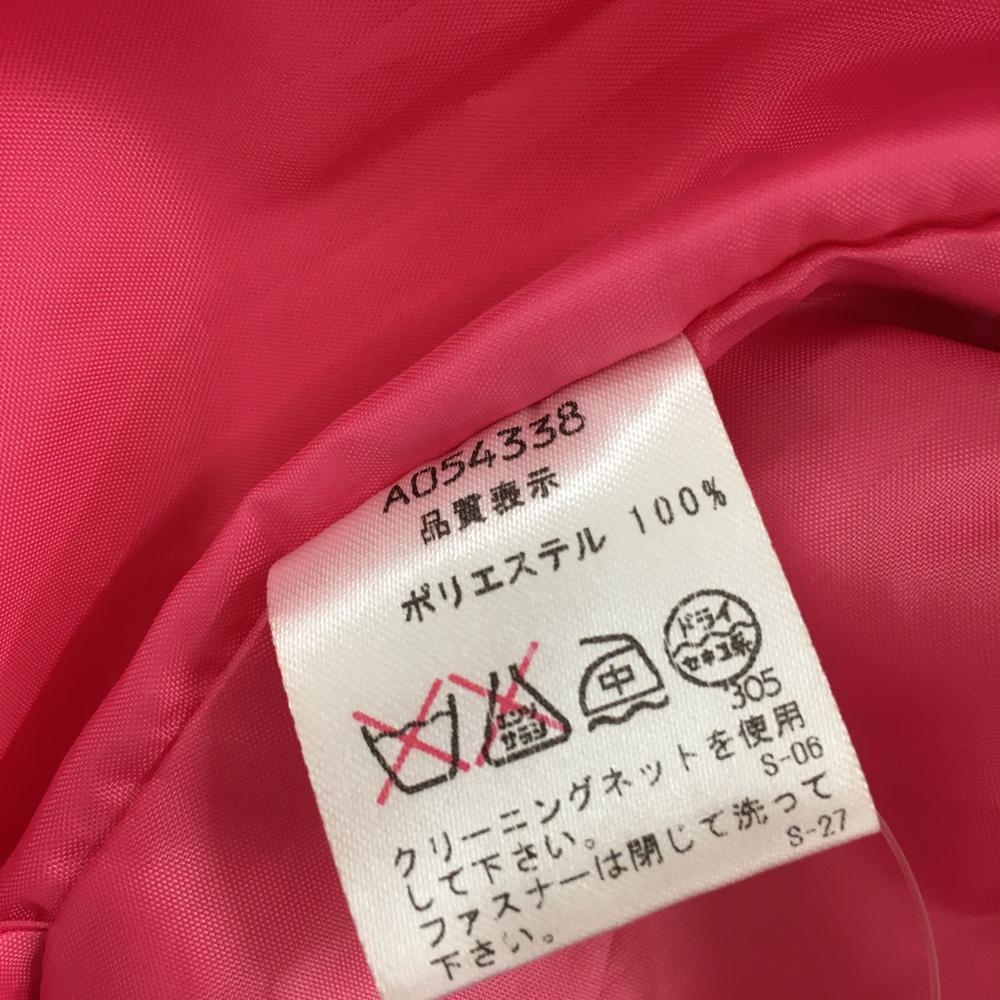 A054338
品質表示
ポリエステル 100%
エンソ
サラシ
中
ドライ
セキユ系
305
クリーニングネットを使用
して下さい。
S-06
ファスナーは閉じて洗って
下さい。
S-27